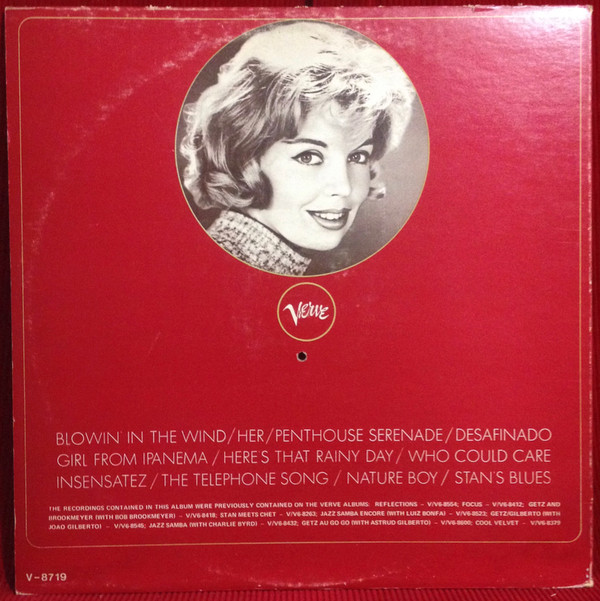 Verve
BLOWIN' IN THE WIND/HER/PENTHOUSE SERENADE/DESAFINADO
GIRL FROM IPANEMA/HERE'S THAT RAINY DAY/WHO COULD CARE
INSENSATEZ/THE TELEPHONE SONG/NATURE BOY/STAN'S BLUES
THE RECORDINGS CONTAINED IN THIS ALBUM WERE PREVIOUSLY CONTAINED ON THE VERVE ALBUMS: REFLECTIONS – V/V6-8554; FOCUS – V/V6-8412; GETZ AND
BROOKMEYER (WITH BOB BROOKMEYER) – V/V6-8418; STAN MEETS CHET – V/V6-8263; JAZZ SAMBA ENCORE (WITH LUIZ BONFA) – V/V6-8523; GETZ/GILBERTO (WITH
JOAO GILBERTO) – V/V6-8545; JAZZ SAMBA (WITH CHARLIE BYRD) – V/V6-8432; GETZ AU GO GO (WITH ASTRUD GILBERTO) – V/V6-8600; COOL VELVET – V/V6-8379
V-8719